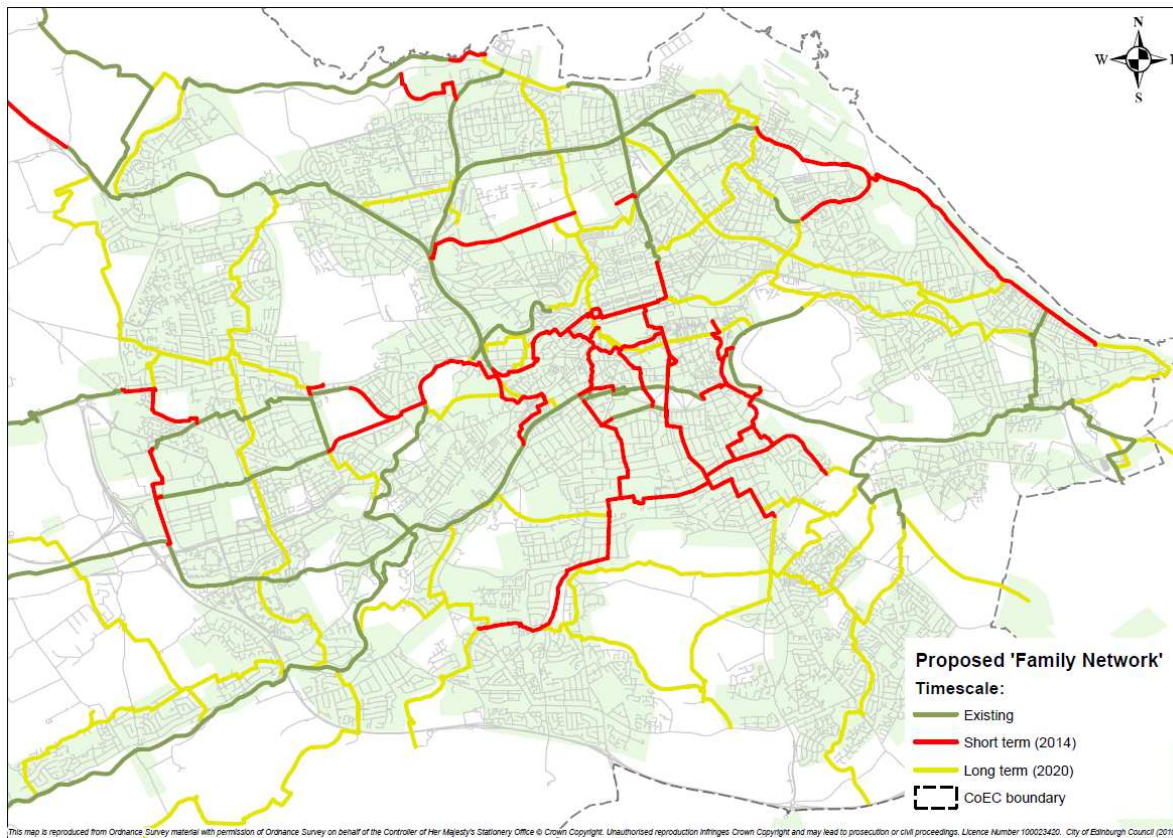 N
W
S
Proposed 'Family Network'
Timescale:
Existing
Short term (2014)
Long term (2020)
CoEC boundary
This map is reproduced from Ordnance Survey material with permission of Ordnance Survey on behalf of the Controller of Her Majesty's Stationery Office © Crown Copyright. Unauthorised reproduction infringes Crown Copyright and may lead to prosecution or civil proceedings. Licence Number 100023420. City of Edinburgh Council